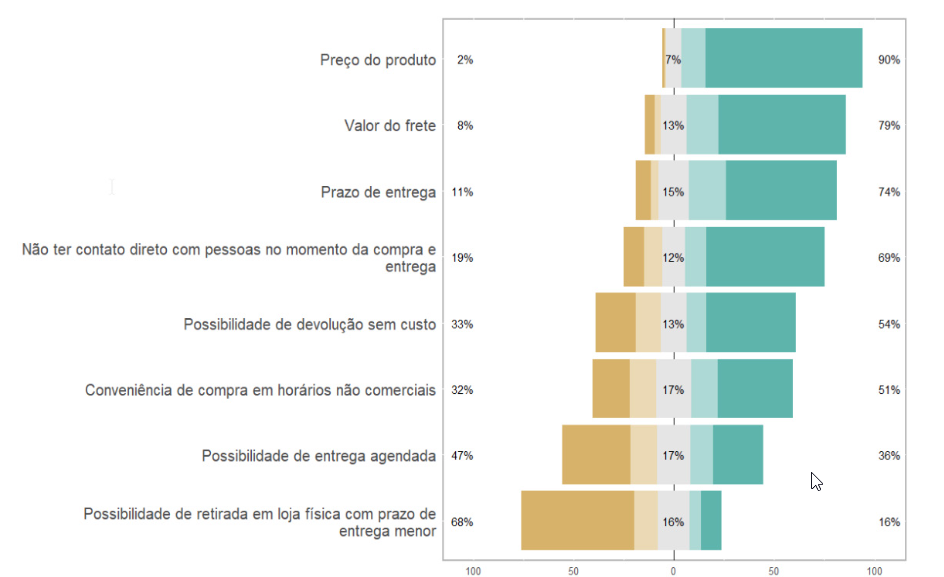 Preço do produto 2% 7% 90%
Valor do frete 8% 13% 79%
Prazo de entrega 11% 15% 74%
Não ter contato direto com pessoas no momento da compra e
entrega 19% 12% 69%
Possibilidade de devolução sem custo 33% 13% 54%
Conveniência de compra em horários não comerciais 32% 17% 51%
Possibilidade de entrega agendada 47% 17% 36%
Possibilidade de retirada em loja física com prazo de
entrega menor 68% 16% 16%
100 50 0 50 100